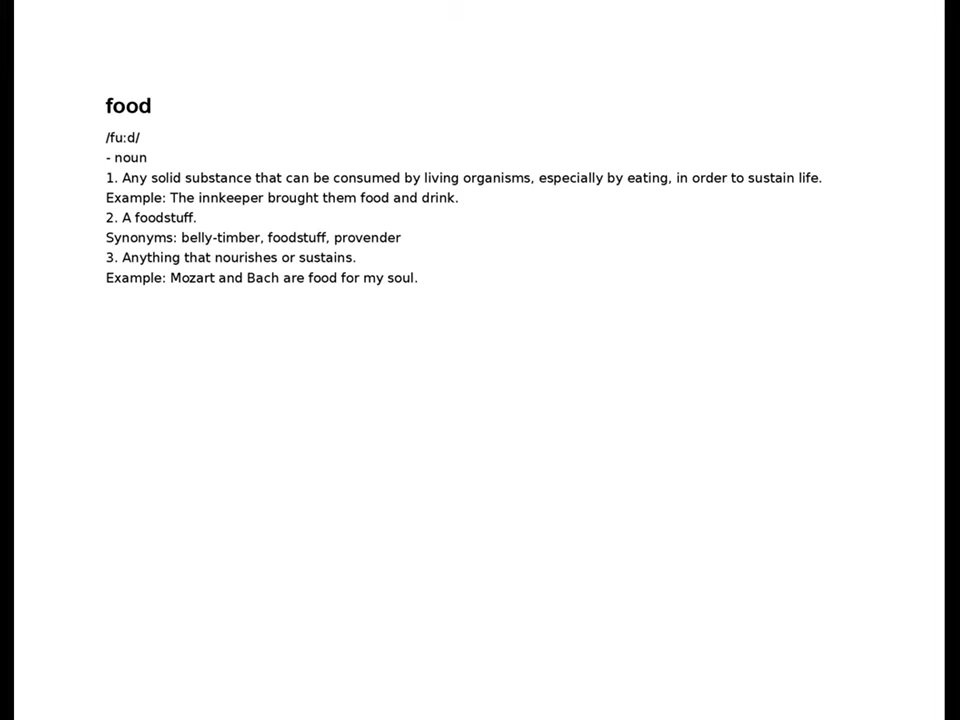 food
/fuːd/
- noun
1. Any solid substance that can be consumed by living organisms, especially by eating, in order to sustain life.
Example: The innkeeper brought them food and drink.
2. A foodstuff.
Synonyms: belly-timber, foodstuff, provender
3. Anything that nourishes or sustains.
Example: Mozart and Bach are food for my soul.